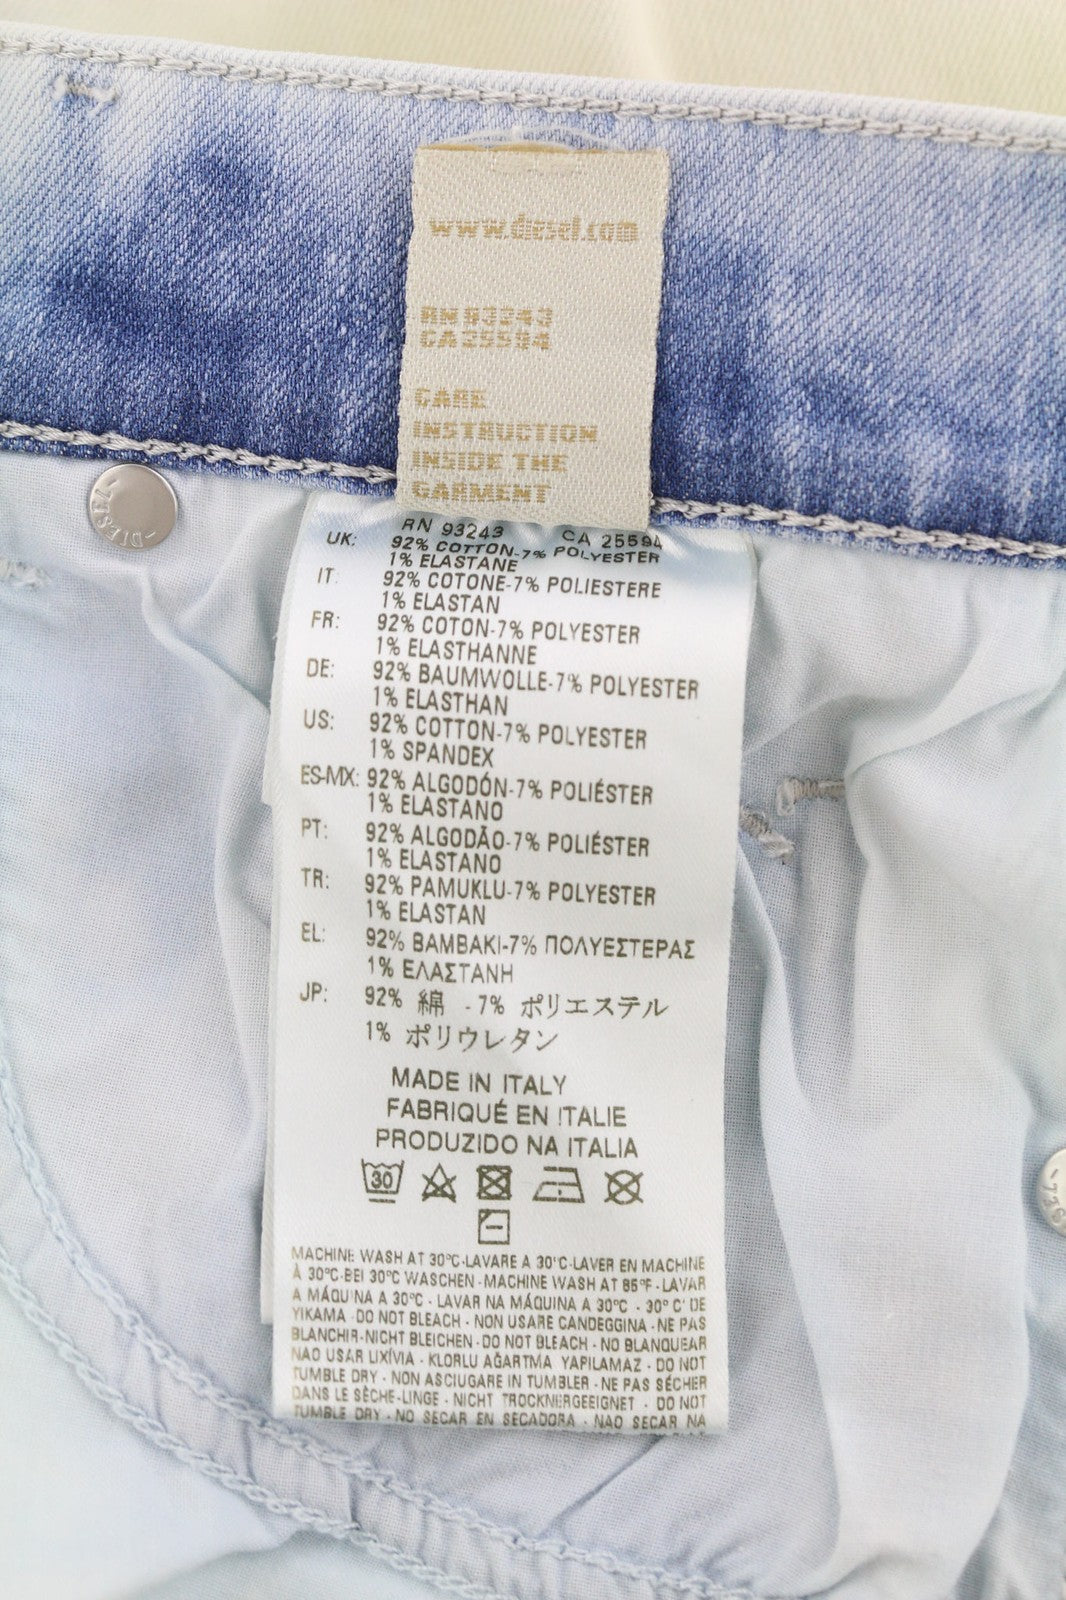 www.diesel.com
RN 93243
CA 25594
CARE
INSTRUCTION
INSIDE THE
GARMENT
-DIESEL-
RN 93243 CA 25594
UK: 92% COTTON-7% POLYESTER
1% ELASTANE
IT: 92% COTONE-7% POLIESTERE
1% ELASTAN
FR: 92% COTON-7% POLYESTER
1% ELASTHANNE
DE: 92% BAUMWOLLE-7% POLYESTER
1% ELASTHAN
US: 92% COTTON-7% POLYESTER
1% SPANDEX
ES-MX: 92% ALGODÓN-7% POLIÉSTER
1% ELASTANO
PT: 92% ALGODÃO-7% POLIÉSTER
1% ELASTANO
TR: 92% PAMUKLU-7% POLYESTER
1% ELASTAN
EL: 92% ΒΑΜΒΑΚΙ-7% ΠΟΛΥΕΣΤΕΡΑΣ
1% ΕΛΑΣΤΑΝΗ
JP: 92% 綿 -7% ポリエステル
1% ポリウレタン
MADE IN ITALY
FABRIQUÉ EN ITALIE
PRODUZIDO NA ITALIA
30
MACHINE WASH AT 30°C-LAVARE A 30°C-LAVER EN MACHINE
À 30°C-BEI 30°C WASCHEN - MACHINE WASH AT 85°F - LAVAR
A MÁQUINA A 30°C - LAVAR NA MÁQUINA A 30°C - 30° C' DE
YIKAMA - DO NOT BLEACH - NON USARE CANDEGGINA - NE PAS
BLANCHIR-NICHT BLEICHEN - DO NOT BLEACH - NO BLANQUEAR
NAO USAR LIXÍVIA - KLORLU AĞARTMA YAPILAMAZ - DO NOT
TUMBLE DRY - NON ASCIUGARE IN TUMBLER - NE PAS SÉCHER
DANS LE SÈCHE-LINGE - NICHT TROCKNERGEEIGNET - DO NOT
TUMBLE DRY - NO SECAR EN SECADORA - NAO SECAR NA